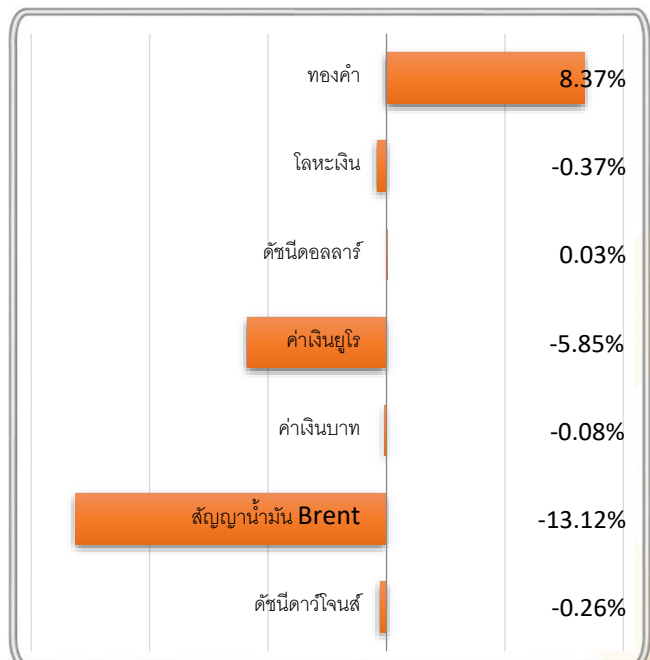 ทองคำ 8.37%
โลหะเงิน -0.37%
ดัชนีดอลลาร์ 0.03%
ค่าเงินยูโร -5.85%
ค่าเงินบาท -0.08%
สัญญาน้ำมัน Brent -13.12%
ดัชนีดาวโจนส์ -0.26%